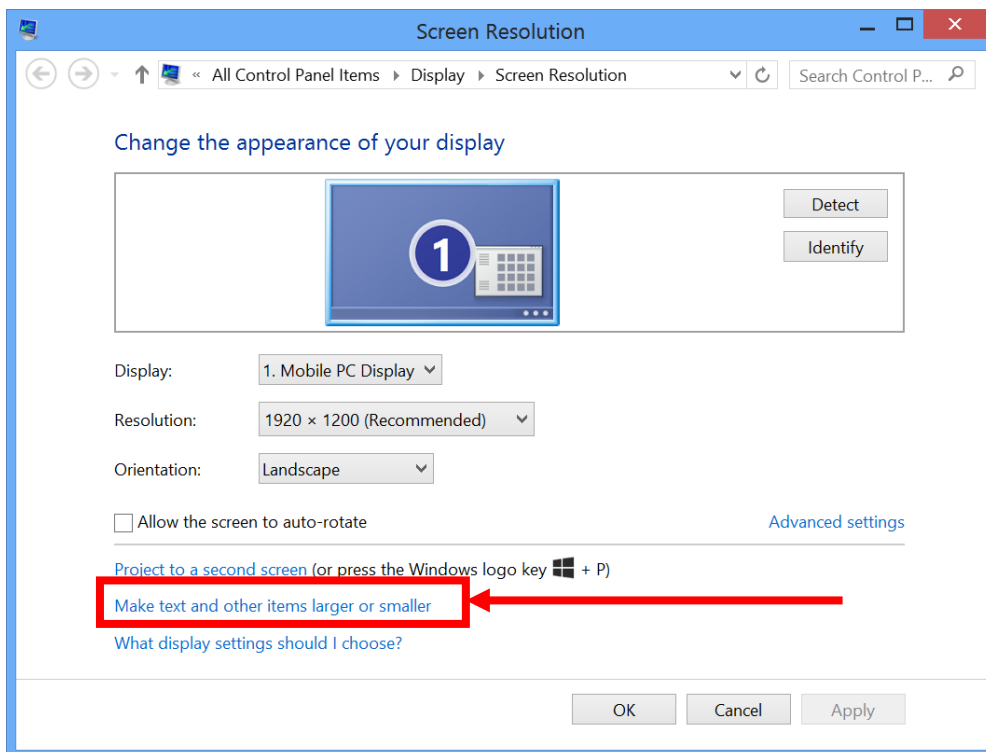 Screen Resolution
« All Control Panel Items Display Screen Resolution Search Control P...
Change the appearance of your display
1
Detect
Identify
Display: 1. Mobile PC Display
Resolution: 1920 × 1200 (Recommended)
Orientation: Landscape
Allow the screen to auto-rotate Advanced settings
Project to a second screen (or press the Windows logo key + P)
Make text and other items larger or smaller
What display settings should I choose?
OK Cancel Apply